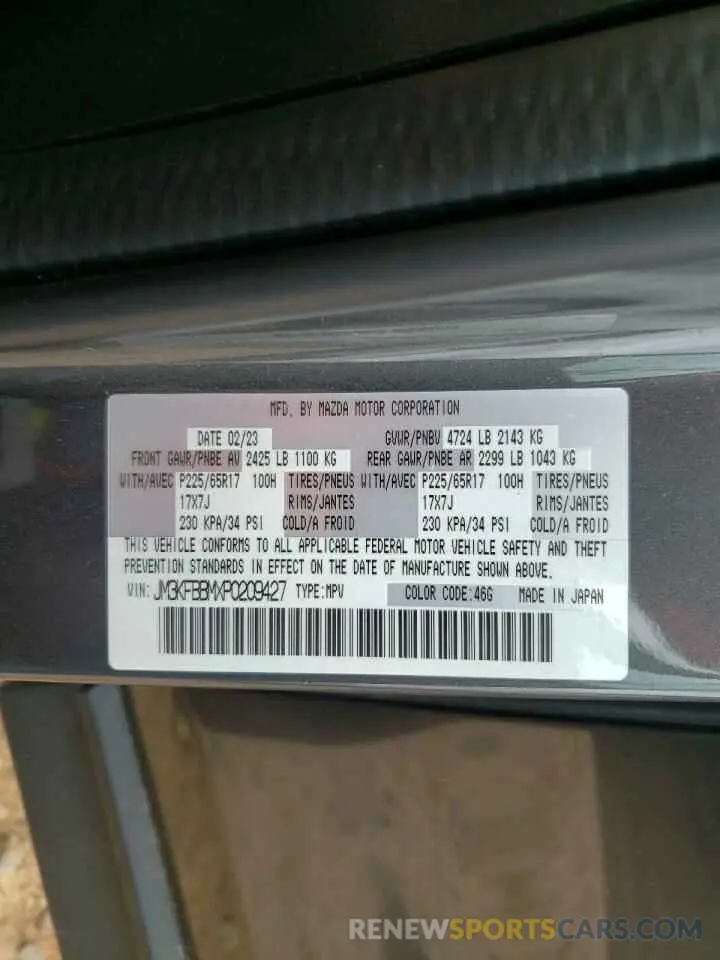 MFD. BY MAZDA MOTOR CORPORATION
DATE 02/23 GVWR/PNBV 4724 LB 2143 KG
FRONT GAWR/PNBE AV 2425 LB 1100 KG REAR GAWR/PNBE AR 2299 LB 1043 KG
WITH/AVEC P225/65R17 100H TIRES/PNEUS WITH/AVEC P225/65R17 100H TIRES/PNEUS
17X7J RIMS/JANTES 17X7J RIMS/JANTES
230 KPA/34 PSI COLD/A FROID 230 KPA/34 PSI COLD/A FROID
THIS VEHICLE CONFORMS TO ALL APPLICABLE FEDERAL MOTOR VEHICLE SAFETY AND THEFT
PREVENTION STANDARDS IN EFFECT ON THE DATE OF MANUFACTURE SHOWN ABOVE.
VIN: JM3KFBBMXP0209427 TYPE:MPV COLOR CODE:46G MADE IN JAPAN
RENEWSPORTSCARS.COM